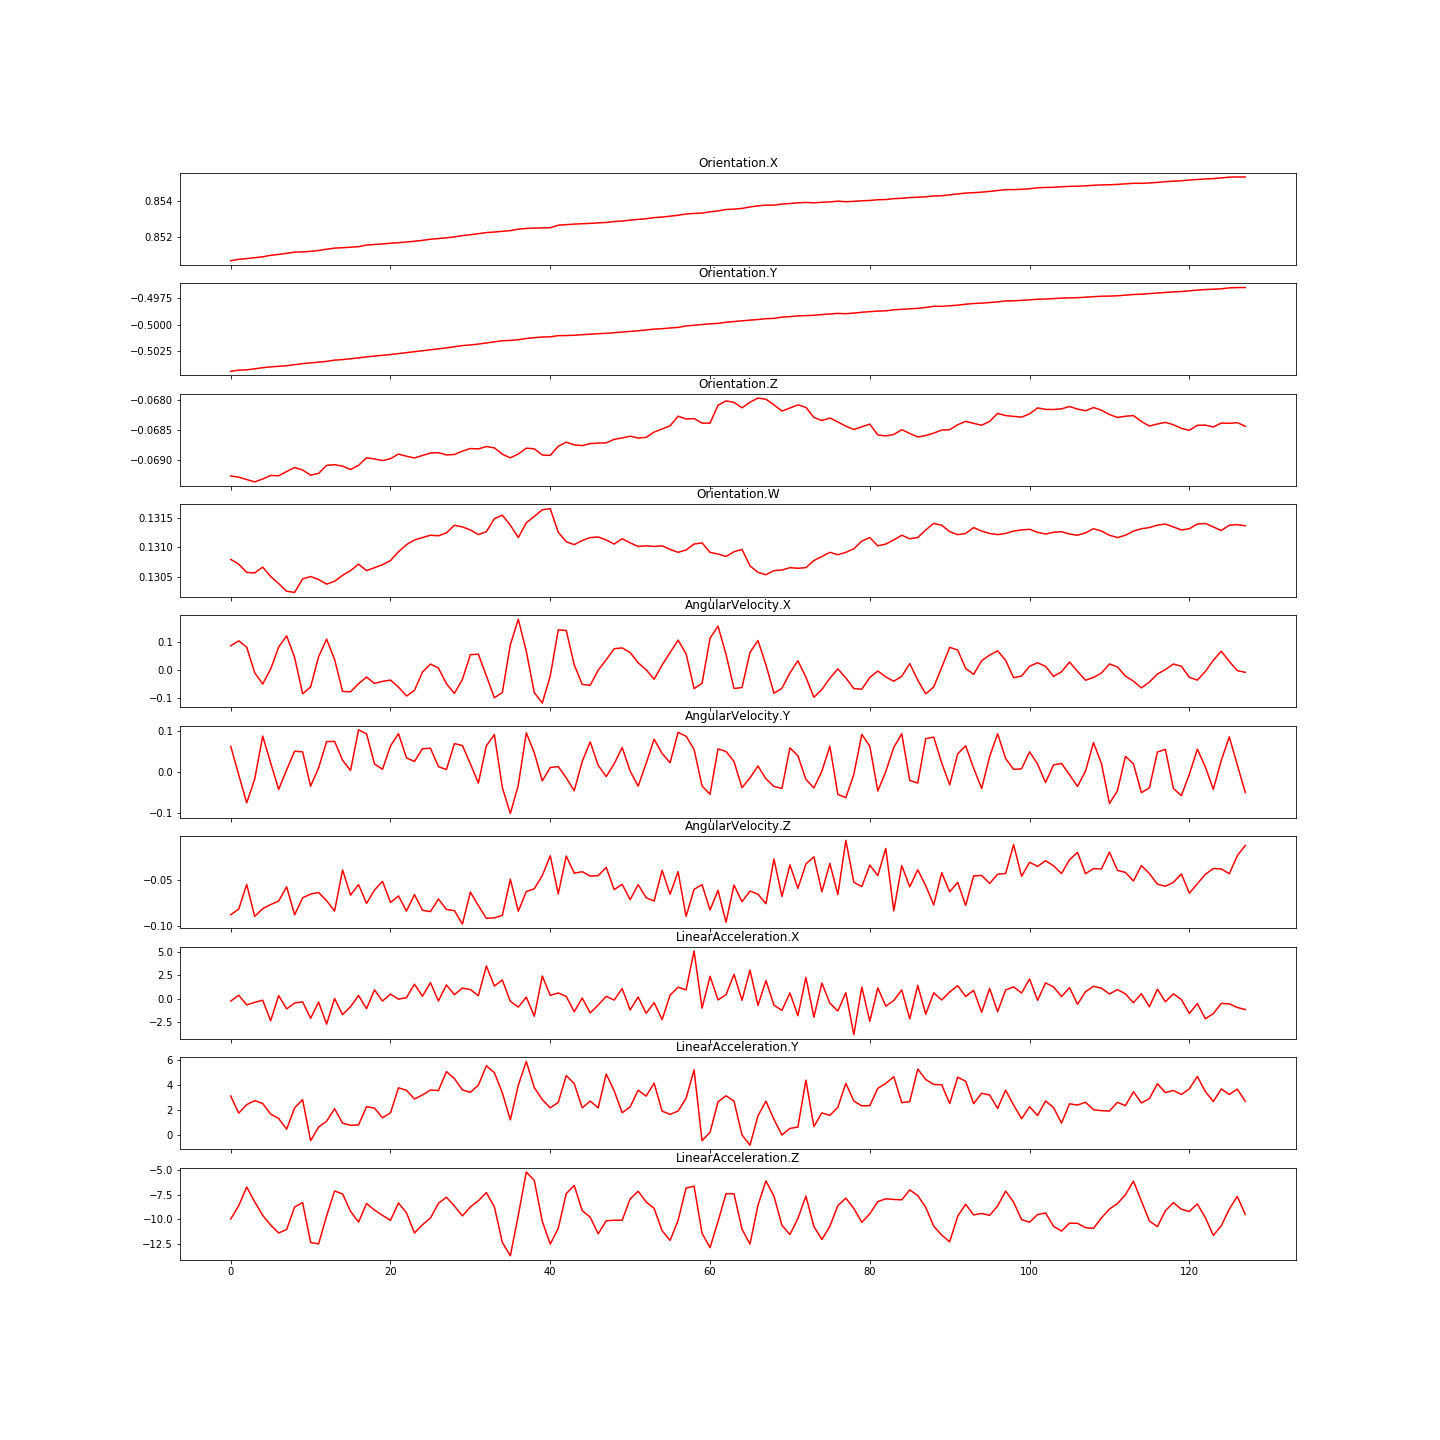 Orientation.X
0.854
0.852
Orientation.Y
−0.4975
−0.5000
−0.5025
Orientation.Z
−0.0680
−0.0685
−0.0690
Orientation.W
0.1315
0.1310
0.1305
AngularVelocity.X
0.1
0.0
−0.1
AngularVelocity.Y
0.1
0.0
−0.1
AngularVelocity.Z
−0.05
−0.10
LinearAcceleration.X
5.0
2.5
0.0
−2.5
LinearAcceleration.Y
6
4
2
0
LinearAcceleration.Z
−5.0
−7.5
−10.0
−12.5
0 20 40 60 80 100 120